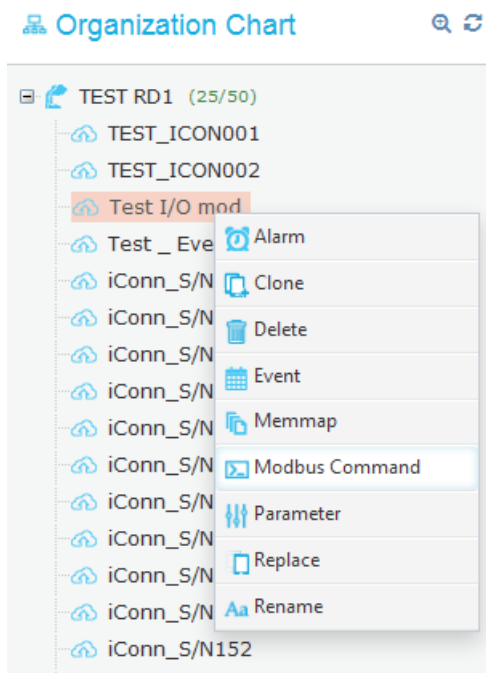 Organization Chart
TEST RD1 (25/50)
TEST_ICON001
TEST_ICON002
Test I/O mod
Test _ Eve
iConn_S/N
iConn_S/N
iConn_S/N
iConn_S/N
iConn_S/N
iConn_S/N
iConn_S/N
iConn_S/N
iConn_S/N
iConn_S/N
iConn_S/N152
Alarm
Clone
Delete
Event
Memmap
Modbus Command
Parameter
Replace
Aa Rename